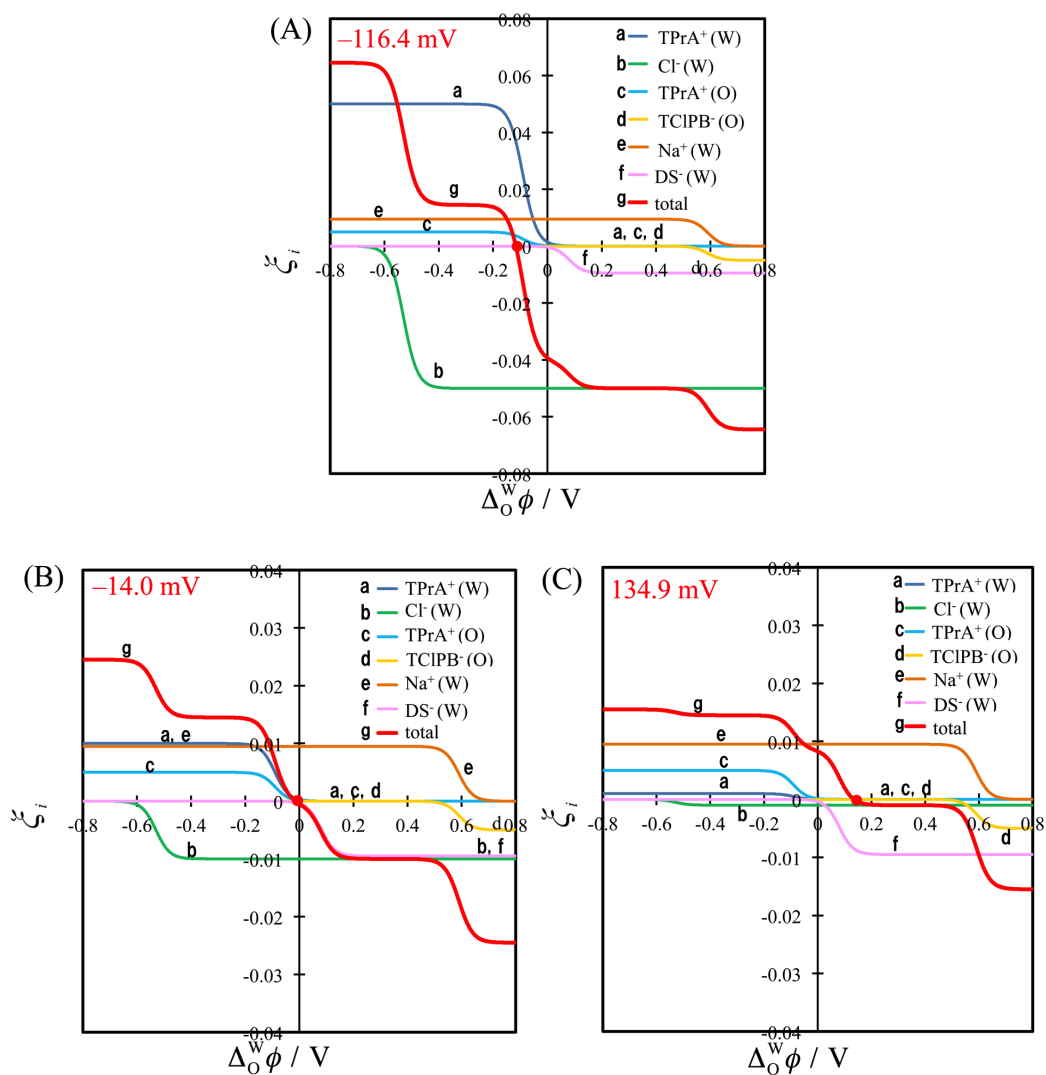 (A)
–116.4 mV
0.08
0.06
0.04
0.02
0
-0.02
-0.04
-0.06
-0.08
-0.8
-0.6
-0.4
-0.2
0
0.2
0.4
0.6
0.8
a
a TPrA⁺(W)
b Cl⁻(W)
c TPrA⁺(O)
d TClPB⁻(O)
e Na⁺(W)
f DS⁻(W)
g total
g
e
c
a, c, d
f
d
b
ξ i
Δ W O ϕ / V
(B)
–14.0 mV
0.04
0.03
0.02
0.01
0
-0.01
-0.02
-0.03
-0.04
-0.8
-0.6
-0.4
-0.2
0
0.2
0.4
0.6
0.8
a TPrA⁺(W)
b Cl⁻(W)
c TPrA⁺(O)
d TClPB⁻(O)
e Na⁺(W)
f DS⁻(W)
g total
g
a, e
c
e
a, c, d
b
b, f
ξ i
Δ W O ϕ / V
(C)
134.9 mV
0.04
0.03
0.02
0.01
0
-0.01
-0.02
-0.03
-0.04
-0.8
-0.6
-0.4
-0.2
0
0.2
0.4
0.6
0.8
a TPrA⁺(W)
b Cl⁻(W)
c TPrA⁺(O)
d TClPB⁻(O)
e Na⁺(W)
f DS⁻(W)
g total
g
e
c
a
a, c, d
b
f
d
ξ i
Δ W O ϕ / V